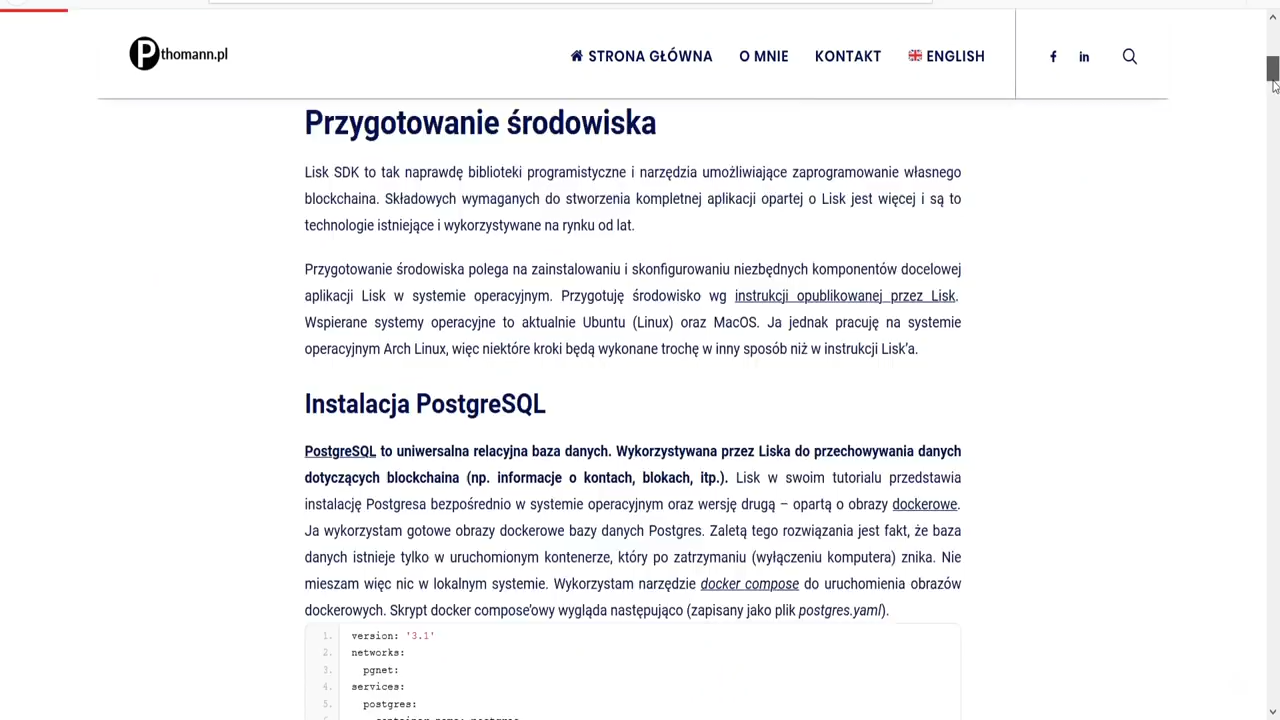 Pthomann.pl
STRONA GŁÓWNA
O MNIE
KONTAKT
ENGLISH
Przygotowanie środowiska
Lisk SDK to tak naprawdę biblioteki programistyczne i narzędzia umożliwiające zaprogramowanie własnego
blockchaina. Składowych wymaganych do stworzenia kompletnej aplikacji opartej o Lisk jest więcej i są to
technologie istniejące i wykorzystywane na rynku od lat.
Przygotowanie środowiska polega na zainstalowaniu i skonfigurowaniu niezbędnych komponentów docelowej
aplikacji Lisk w systemie operacyjnym. Przygotuję środowisko wg instrukcji opublikowanej przez Lisk.
Wspierane systemy operacyjne to aktualnie Ubuntu (Linux) oraz MacOS. Ja jednak pracuję na systemie
operacyjnym Arch Linux, więc niektóre kroki będą wykonane trochę w inny sposób niż w instrukcji Lisk'a.
Instalacja PostgreSQL
PostgreSQL to uniwersalna relacyjna baza danych. Wykorzystywana przez Liska do przechowywania danych
dotyczących blockchaina (np. informacje o kontach, blokach, itp.). Lisk w swoim tutorialu przedstawia
instalację Postgresa bezpośrednio w systemie operacyjnym oraz wersję drugą – opartą o obrazy dockerowe.
Ja wykorzystam gotowe obrazy dockerowe bazy danych Postgres. Zaletą tego rozwiązania jest fakt, że baza
danych istnieje tylko w uruchomionym kontenerze, który po zatrzymaniu (wyłączeniu komputera) znika. Nie
mieszam więc nic w lokalnym systemie. Wykorzystam narzędzie docker compose do uruchomienia obrazów
dockerowych. Skrypt docker compose'owy wygląda następująco (zapisany jako plik postgres.yaml).
1. version: '3.1'
2. networks:
3. pgnet:
4. services:
5. postgres: